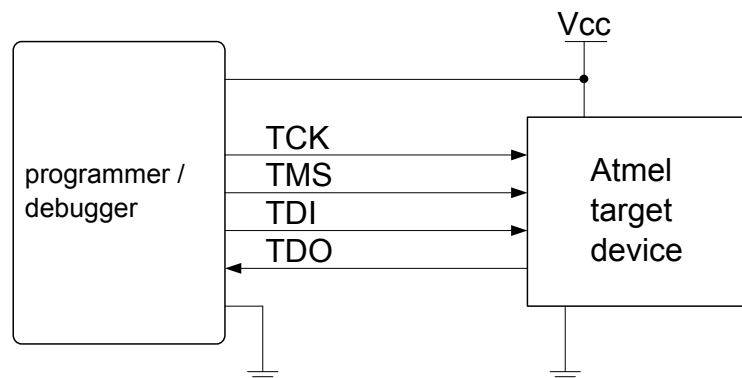 Vcc
programmer /
debugger
TCK
TMS
TDI
TDO
Atmel
target
device